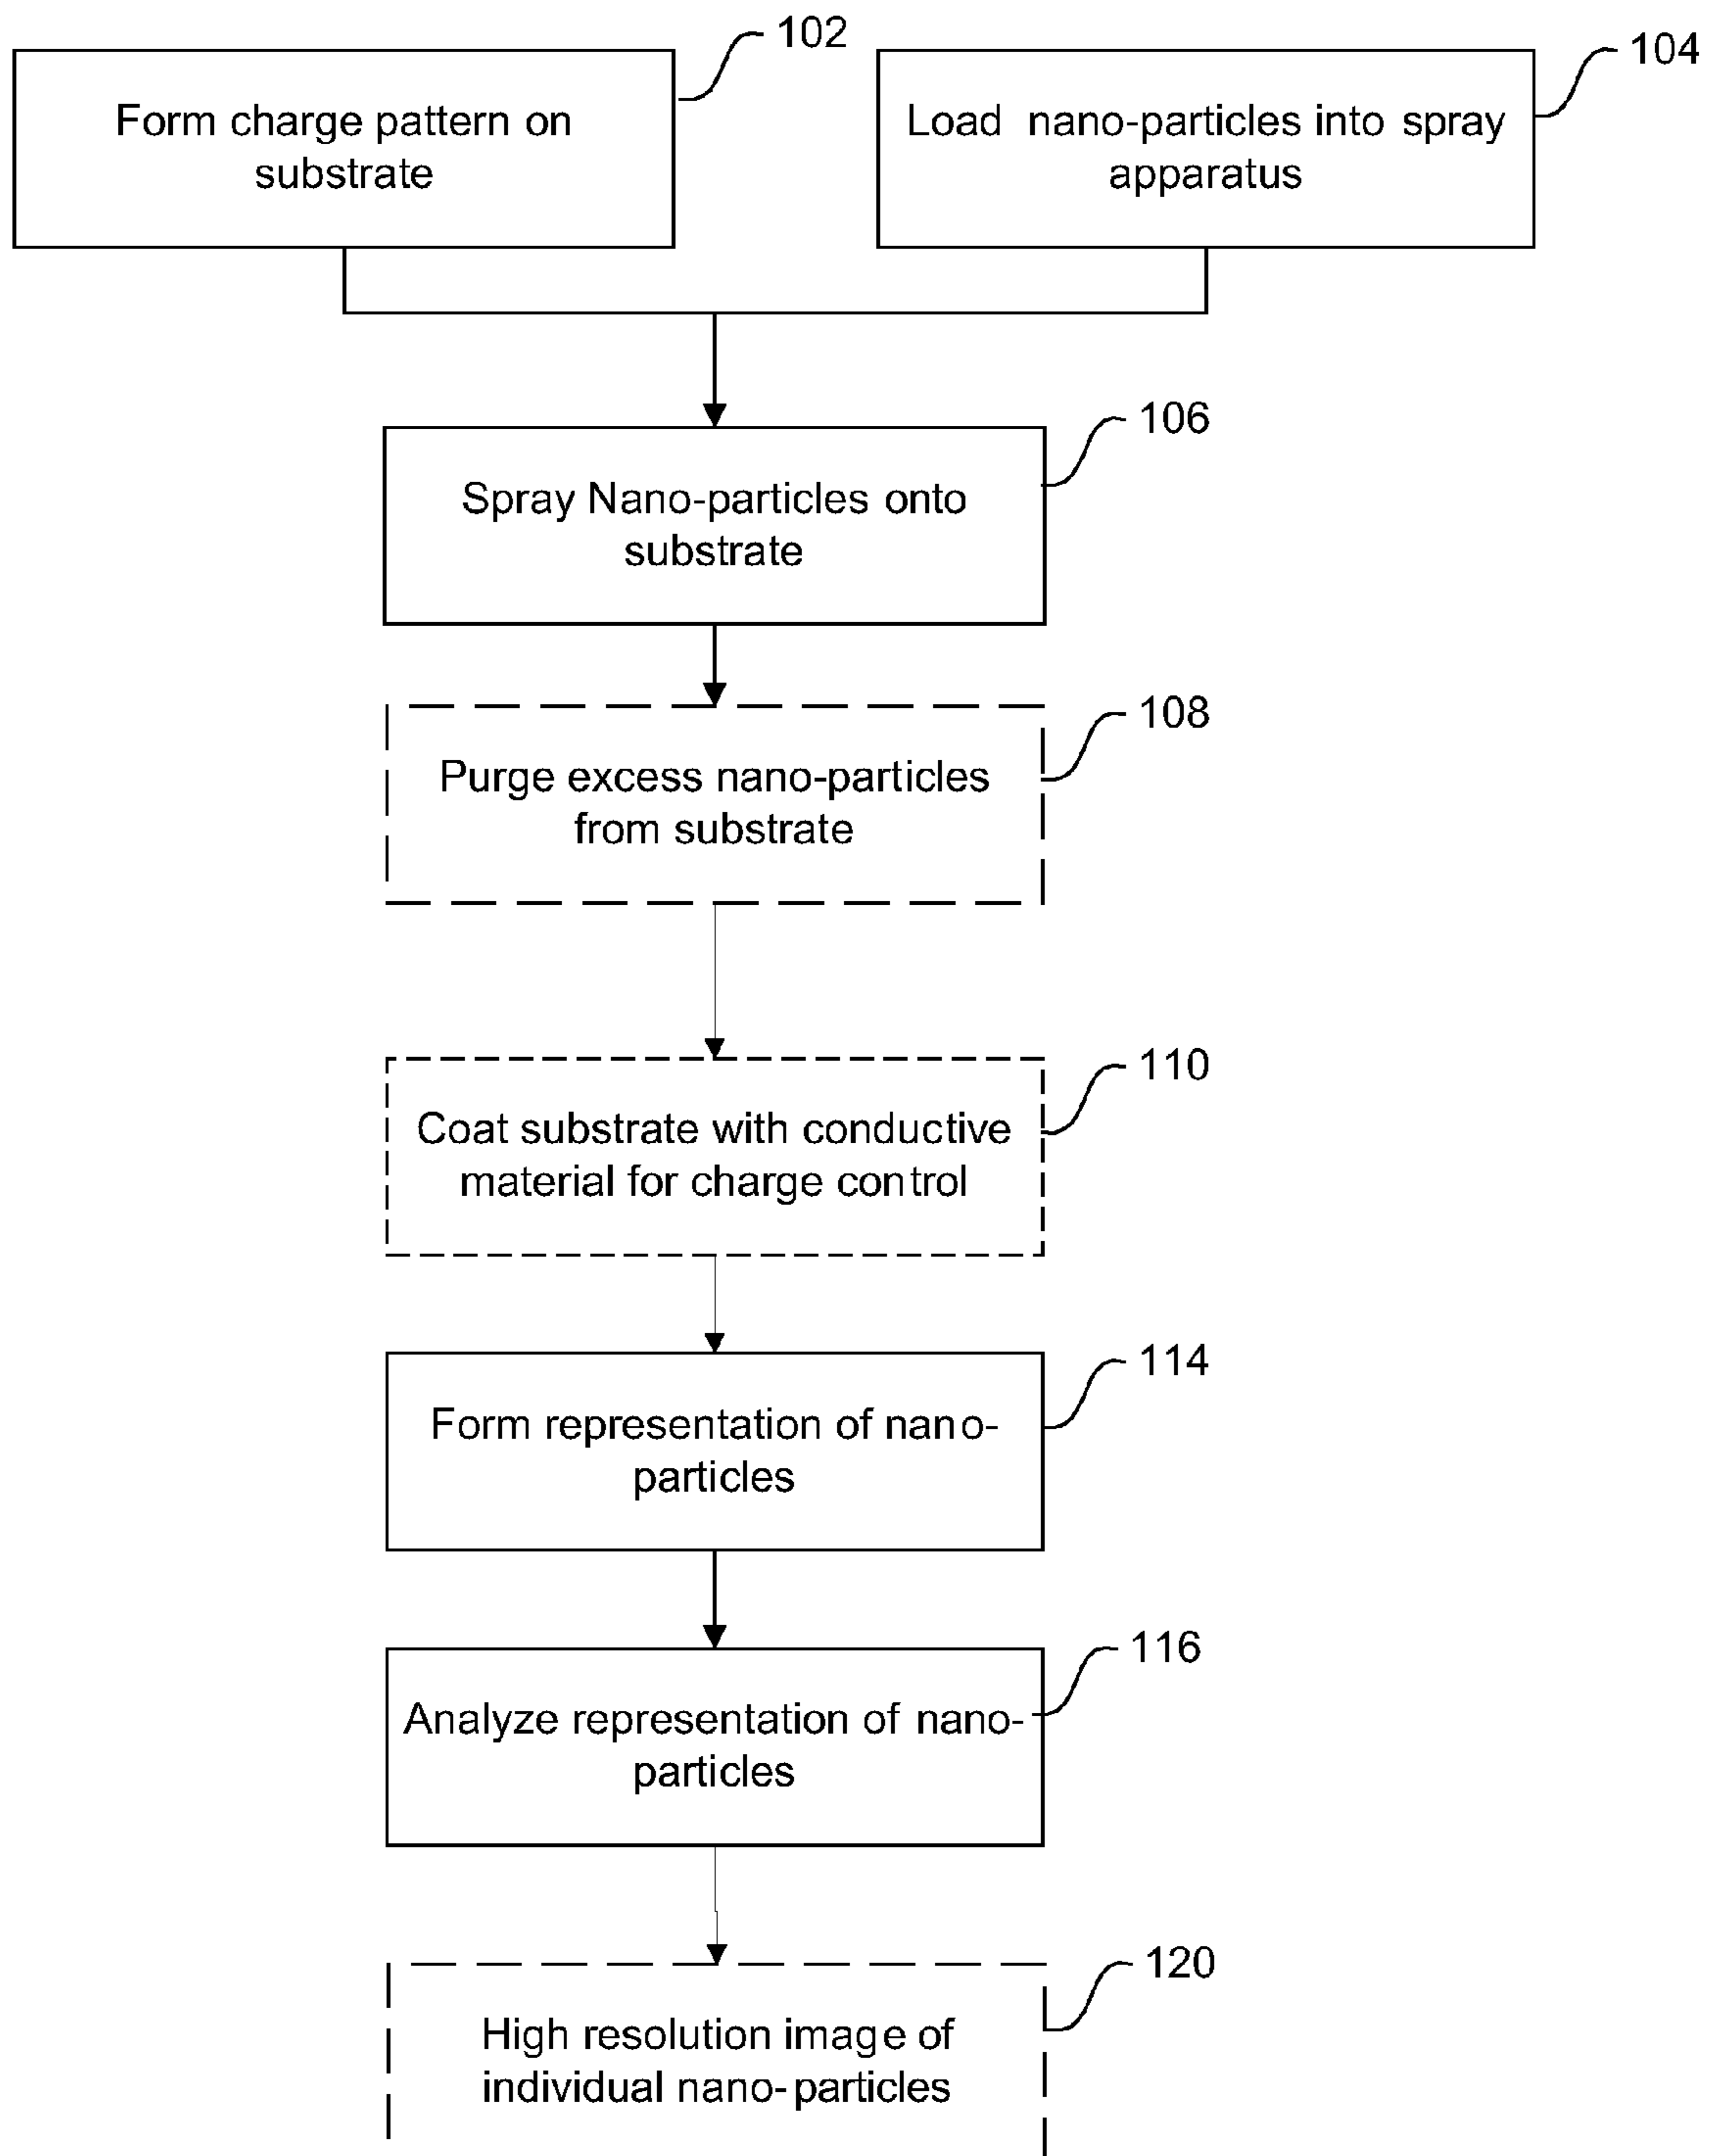 102
104
Form charge pattern on
substrate
Load nano-particles into spray
apparatus
106
Spray Nano-particles onto
substrate
108
Purge excess nano-particles
from substrate
110
Coat substrate with conductive
material for charge control
114
Form representation of nano-
particles
116
Analyze representation of nano-
particles
120
High resolution image of
individual nano-particles